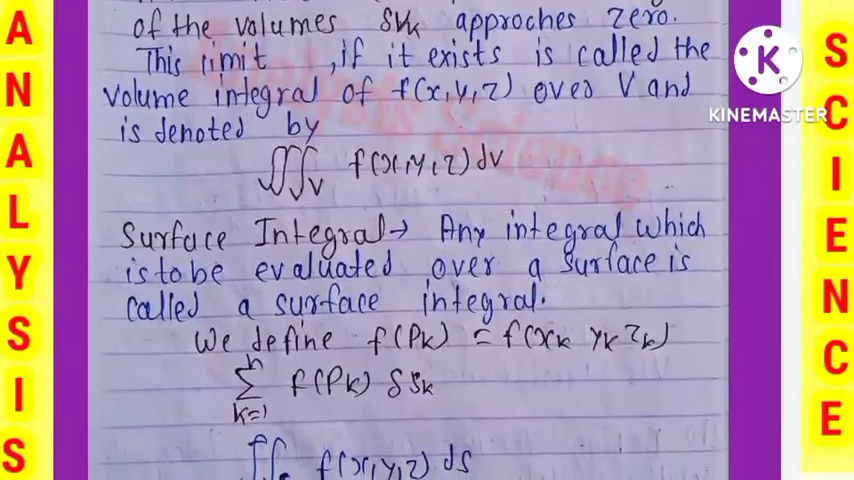 of the volumes δVk approches zero.
This limit , if it exists is called the
volume integral of f(x,y,z) over V and
is denoted by
∭V f(x,y,z) dv
Surface Integral → Any integral which
is to be evaluated over a surface is
called a surface integral.
We define f(Pk) = f(xk yk zk)
n
∑ f(Pk) δSk
k=1
∬s f(x,y,z) ds
ANALYSIS
SCIENCE
K
KINEMASTER
Analysis Science